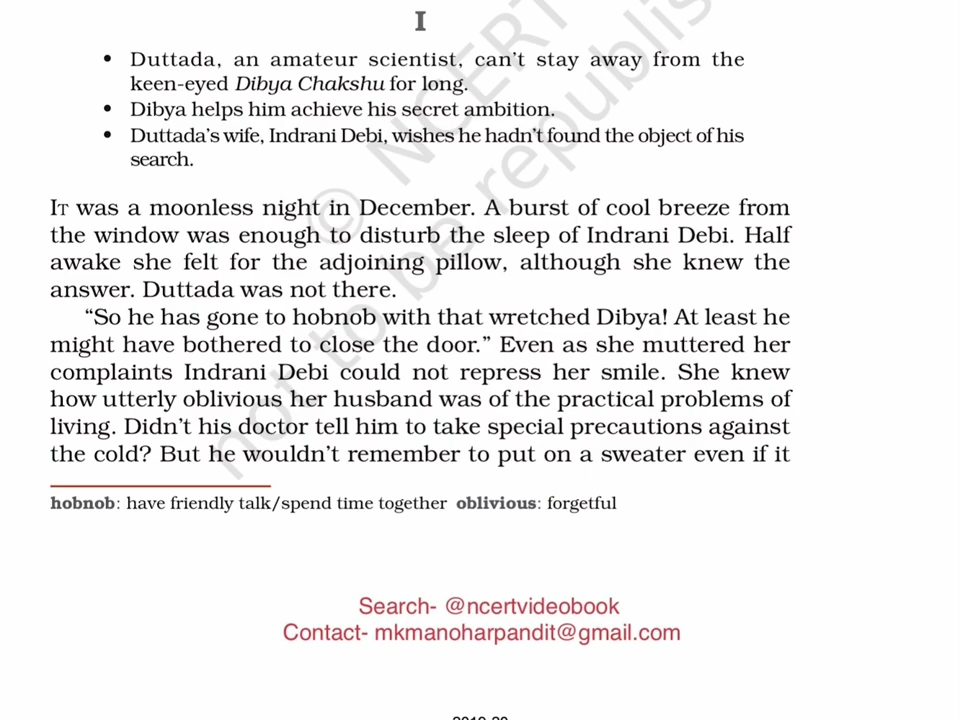 I
• Duttada, an amateur scientist, can't stay away from the
keen-eyed Dibya Chakshu for long.
• Dibya helps him achieve his secret ambition.
• Duttada's wife, Indrani Debi, wishes he hadn't found the object of his
search.
IT was a moonless night in December. A burst of cool breeze from
the window was enough to disturb the sleep of Indrani Debi. Half
awake she felt for the adjoining pillow, although she knew the
answer. Duttada was not there.
“So he has gone to hobnob with that wretched Dibya! At least he
might have bothered to close the door.” Even as she muttered her
complaints Indrani Debi could not repress her smile. She knew
how utterly oblivious her husband was of the practical problems of
living. Didn't his doctor tell him to take special precautions against
the cold? But he wouldn't remember to put on a sweater even if it
hobnob: have friendly talk/spend time together oblivious: forgetful
© NCERT
not to be republis
Search- @ncertvideobook
Contact- mkmanoharpandit@gmail.com